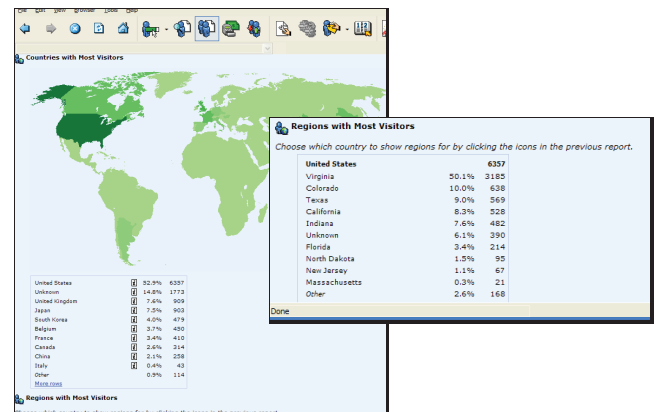 File Edit View Browser Tools Help
Countries with Most Visitors
United States 52.9% 6357
Unknown 14.8% 1773
United Kingdom 7.6% 909
Japan 7.5% 903
South Korea 4.0% 479
Belgium 3.7% 450
France 3.4% 410
Canada 2.6% 314
China 2.1% 258
Italy 0.4% 43
Other 0.9% 114
More rows
Regions with Most Visitors
Regions with Most Visitors
Choose which country to show regions for by clicking the icons in the previous report.
United States 6357
Virginia 50.1% 3185
Colorado 10.0% 638
Texas 9.0% 569
California 8.3% 528
Indiana 7.6% 482
Unknown 6.1% 390
Florida 3.4% 214
North Dakota 1.5% 95
New Jersey 1.1% 67
Massachusetts 0.3% 21
Other 2.6% 168
Done